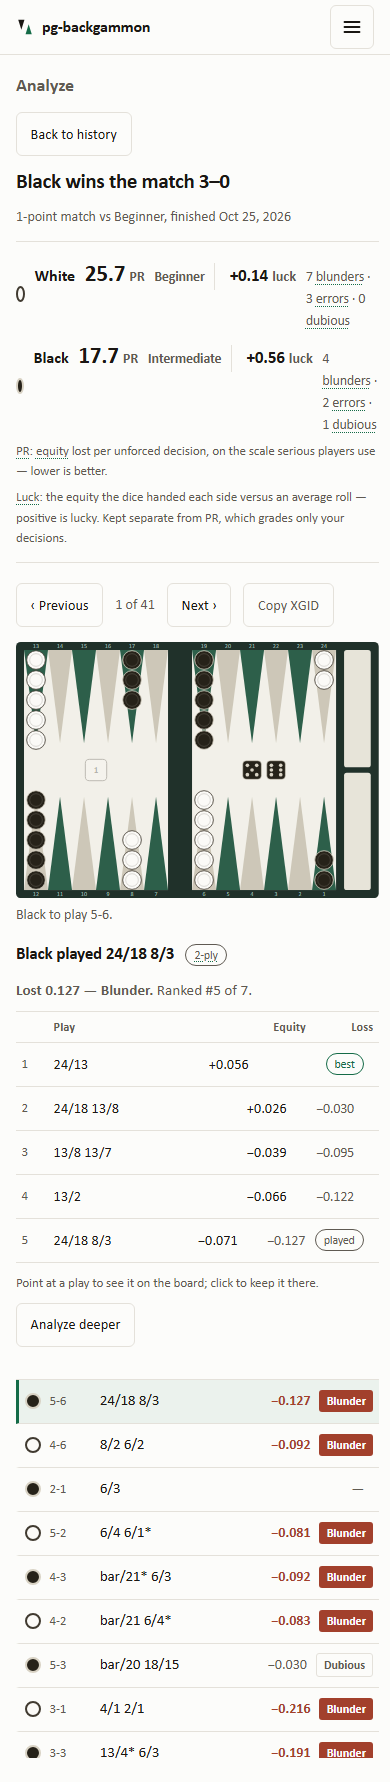 pg-backgammon
Analyze
Back to history
Black wins the match 3–0
1-point match vs Beginner, finished Oct 25, 2026
White 25.7 PR Beginner +0.14 luck 7 blunders ·
3 errors · 0
dubious
Black 17.7 PR Intermediate +0.56 luck 4
blunders ·
2 errors ·
1 dubious
PR: equity lost per unforced decision, on the scale serious players use
— lower is better.
Luck: the equity the dice handed each side versus an average roll —
positive is lucky. Kept separate from PR, which grades only your
decisions.
‹ Previous 1 of 41 Next › Copy XGID
13 14 15 16 17 18 19 20 21 22 23 24
1
12 11 10 9 8 7 6 5 4 3 2 1
Black to play 5-6.
Black played 24/18 8/3 2-ply
Lost 0.127 — Blunder. Ranked #5 of 7.
Play Equity Loss
1 24/13 +0.056 best
2 24/18 13/8 +0.026 −0.030
3 13/8 13/7 −0.039 −0.095
4 13/2 −0.066 −0.122
5 24/18 8/3 −0.071 −0.127 played
Point at a play to see it on the board; click to keep it there.
Analyze deeper
5-6 24/18 8/3 −0.127 Blunder
4-6 8/2 6/2 −0.092 Blunder
2-1 6/3 —
5-2 6/4 6/1* −0.081 Blunder
4-3 bar/21* 6/3 −0.092 Blunder
4-2 bar/21 6/4* −0.083 Blunder
5-3 bar/20 18/15 −0.030 Dubious
3-1 4/1 2/1 −0.216 Blunder
3-3 13/4* 6/3 −0.191 Blunder